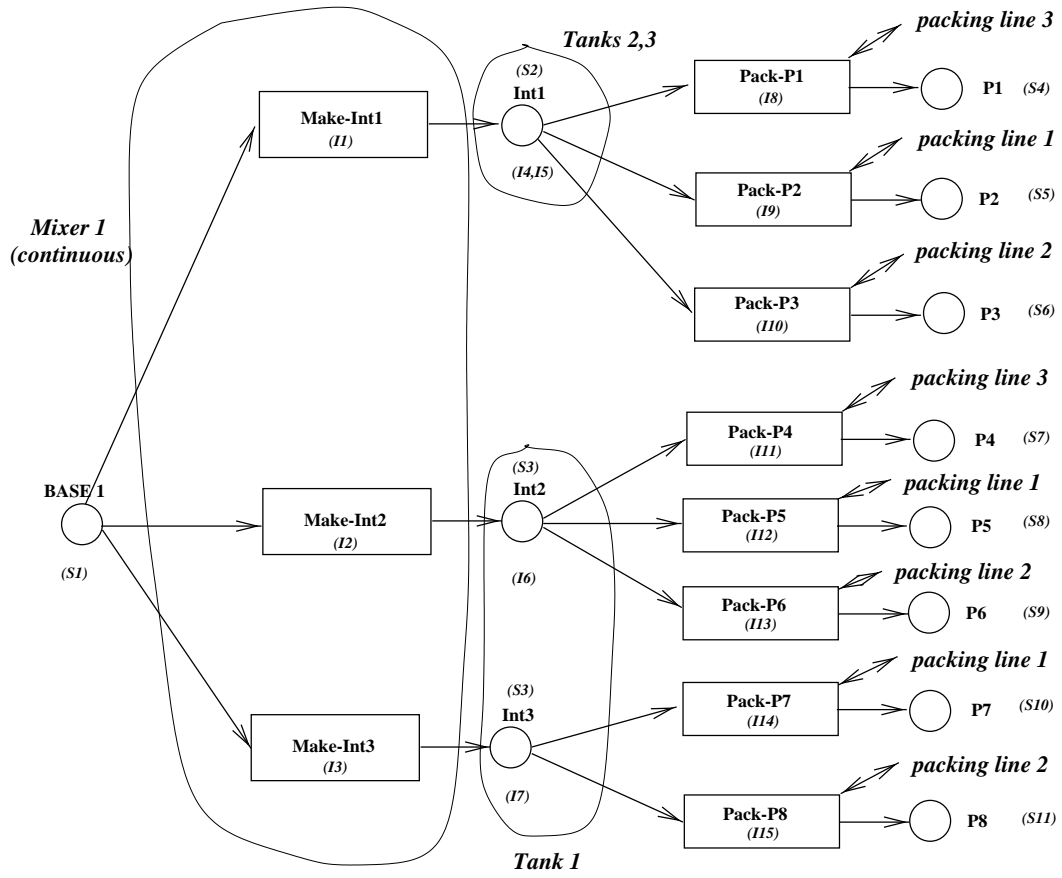 packing line 3
Tanks 2,3
(S2)
Int1
Pack-P1
(I8)
P1
(S4)
Make-Int1
(I1)
packing line 1
(I4,I5)
Pack-P2
(I9)
P2
(S5)
Mixer 1
(continuous)
packing line 2
Pack-P3
(I10)
P3
(S6)
packing line 3
Pack-P4
(I11)
P4
(S7)
BASE 1
(S1)
Make-Int2
(I2)
(S3)
Int2
(I6)
packing line 1
Pack-P5
(I12)
P5
(S8)
packing line 2
Pack-P6
(I13)
P6
(S9)
packing line 1
(S3)
Int3
(I7)
Pack-P7
(I14)
P7
(S10)
Make-Int3
(I3)
packing line 2
Pack-P8
(I15)
P8
(S11)
Tank 1